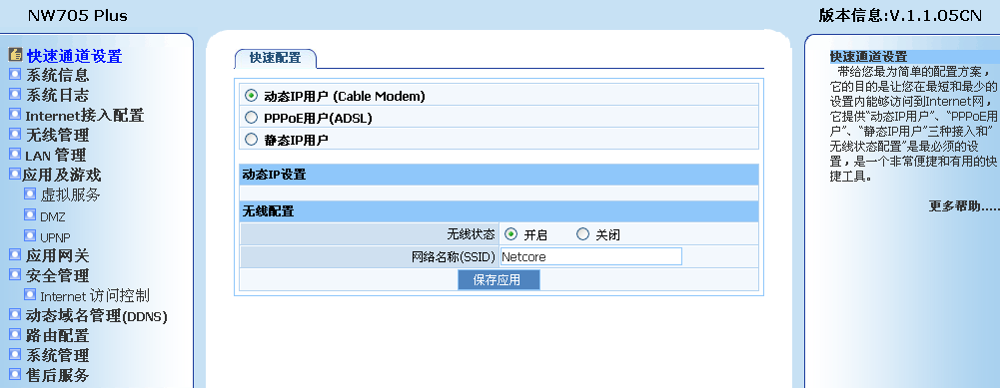 NW705 Plus
版本信息:V.1.1.05CN
快速通道设置
系统信息
系统日志
Internet接入配置
无线管理
LAN 管理
应用及游戏
虚拟服务
DMZ
UPNP
应用网关
安全管理
Internet 访问控制
动态域名管理(DDNS)
路由配置
系统管理
售后服务
快速配置
动态IP用户 (Cable Modem)
PPPoE用户(ADSL)
静态IP用户
动态IP设置
无线配置
无线状态 开启 关闭
网络名称(SSID) Netcore
保存应用
快速通道设置
带给您最为简单的配置方案，
它的目的是让您在最短和最少的
设置内能够访问到Internet网，
它提供“动态IP用户”、“PPPoE用
户”、“静态IP用户”三种接入和”
无线状态配置”是最必须的设
置，是一个非常便捷和有用的快
捷工具。
更多帮助.....